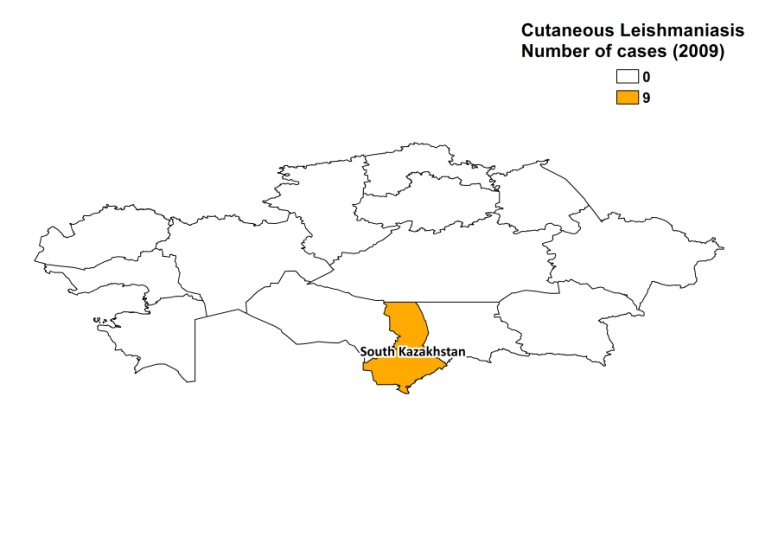 Cutaneous Leishmaniasis
Number of cases (2009)
0
9
South Kazakhstan